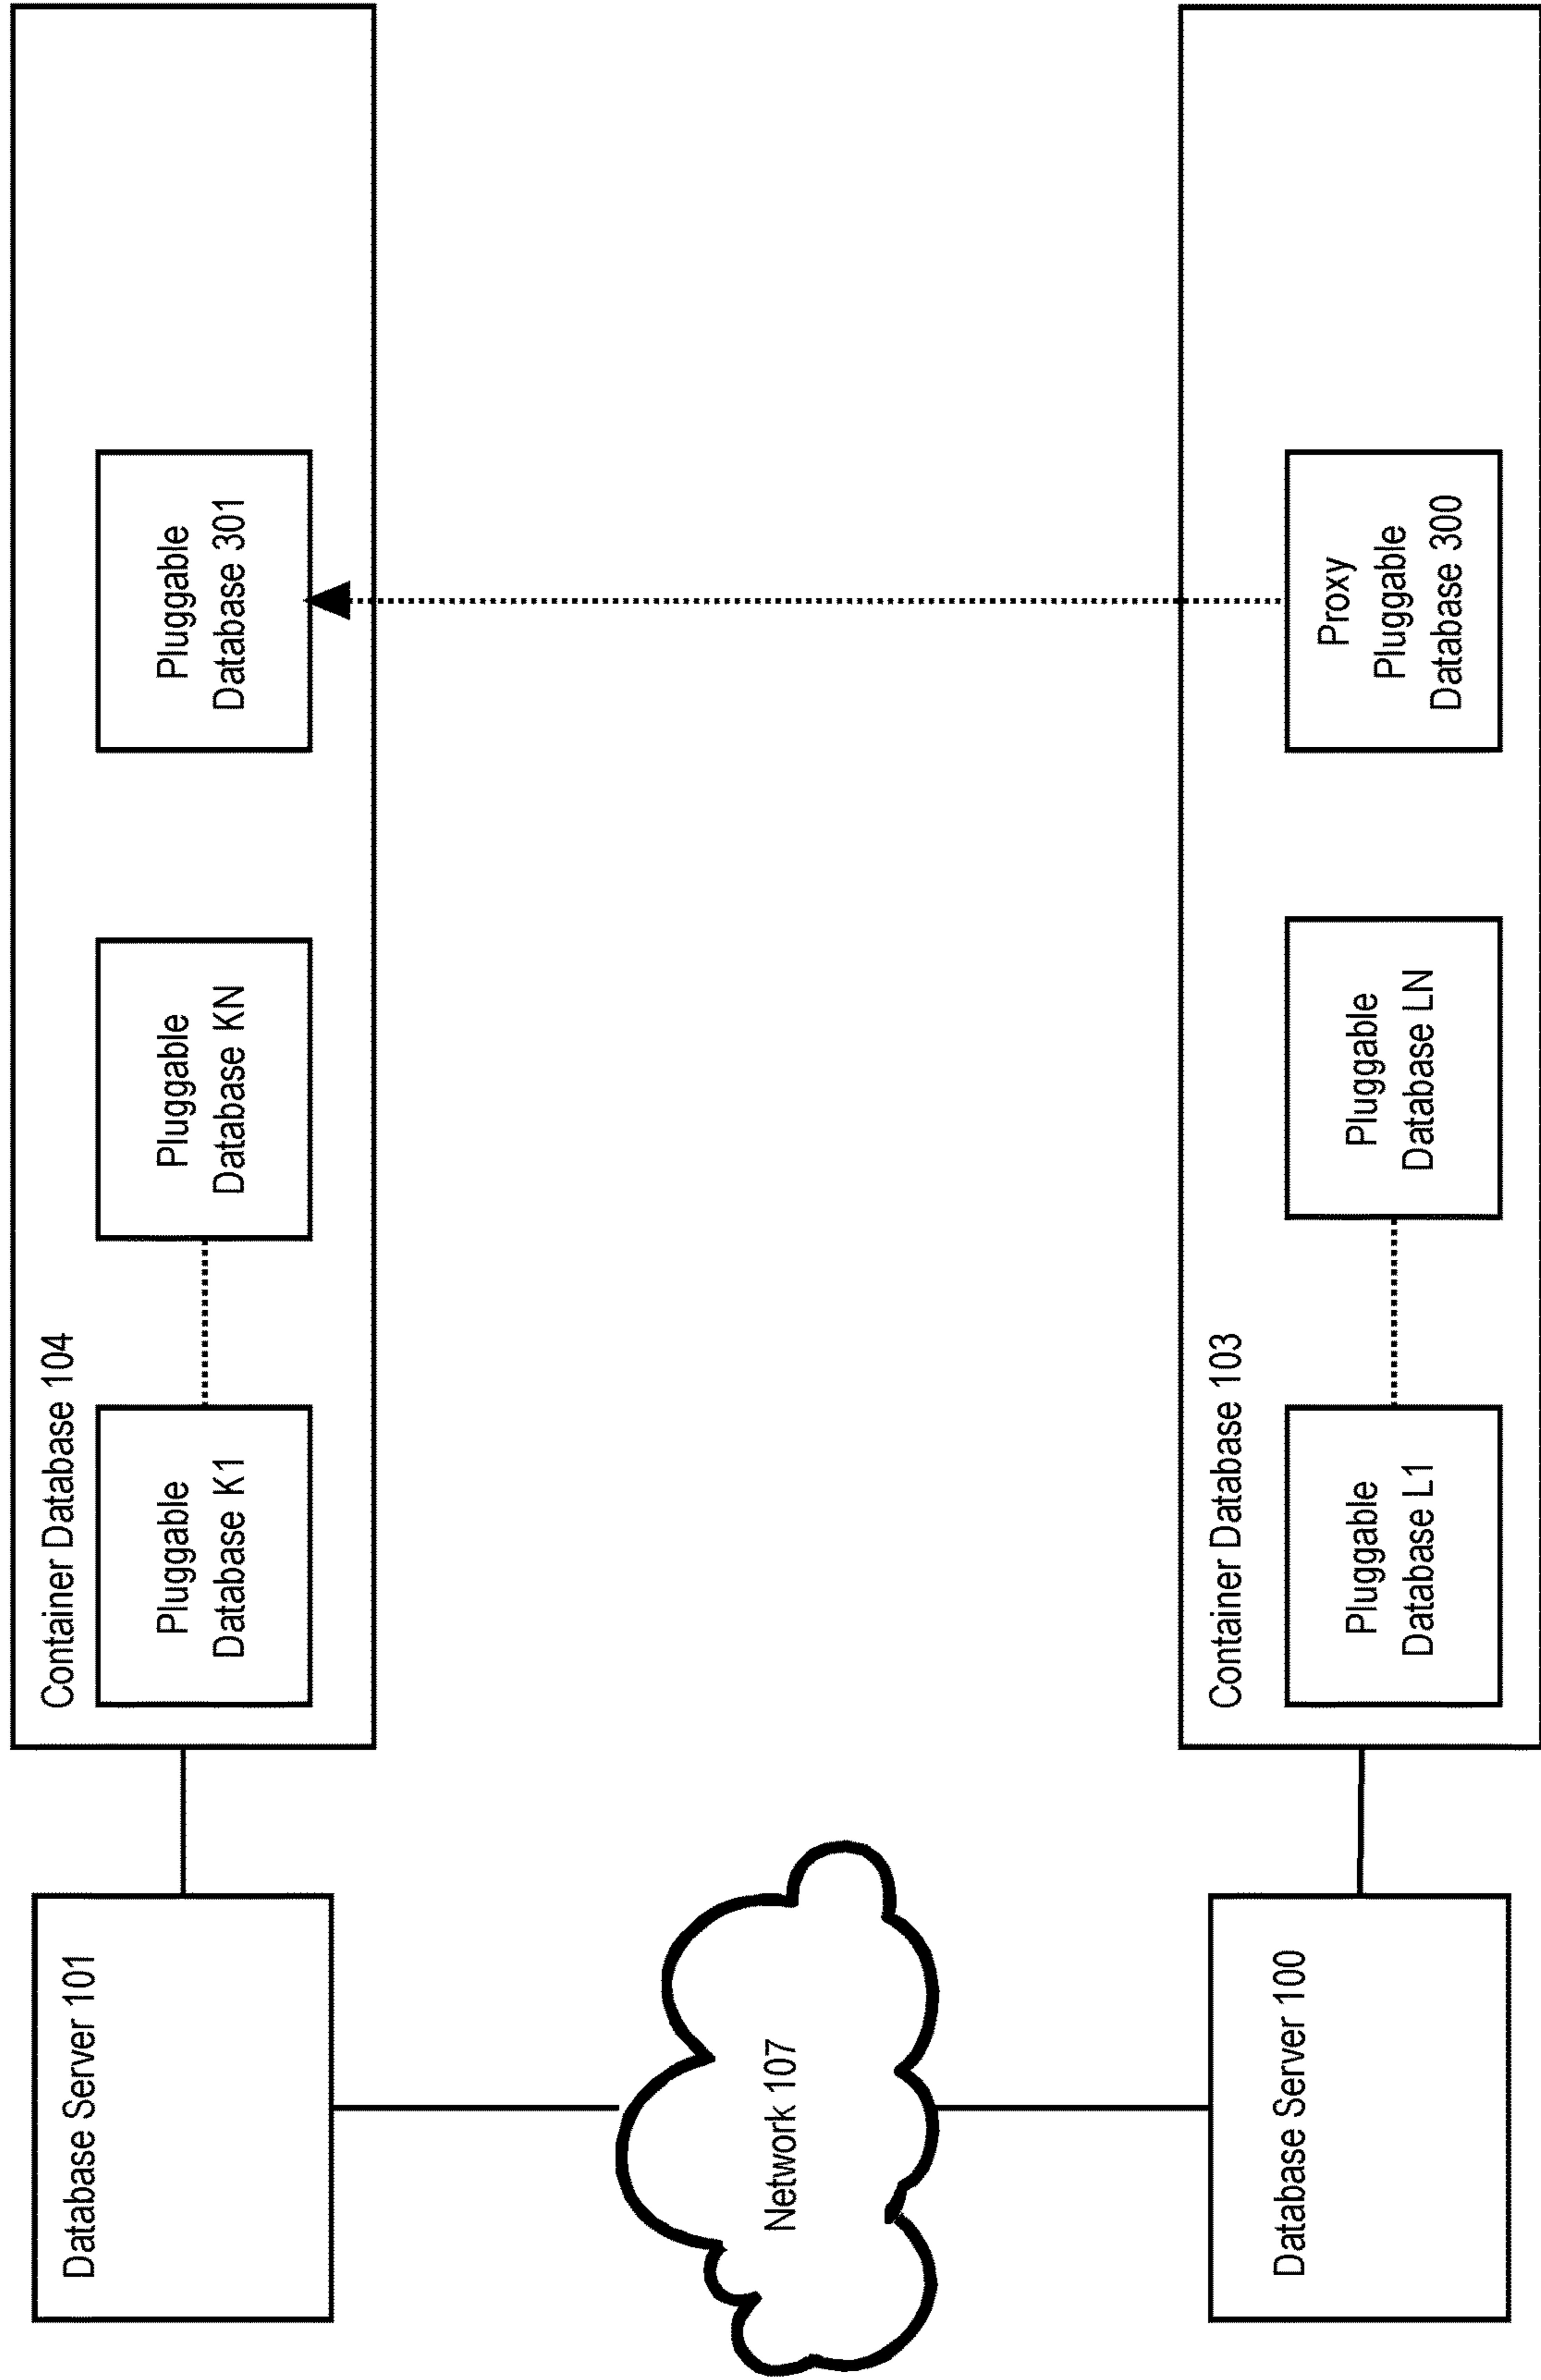 Database Server 101
Container Database 104
Pluggable
Database K1
Pluggable
Database KN
Pluggable
Database 301
Network 107
Database Server 100
Container Database 103
Pluggable
Database L1
Pluggable
Database LN
Proxy
Pluggable
Database 300